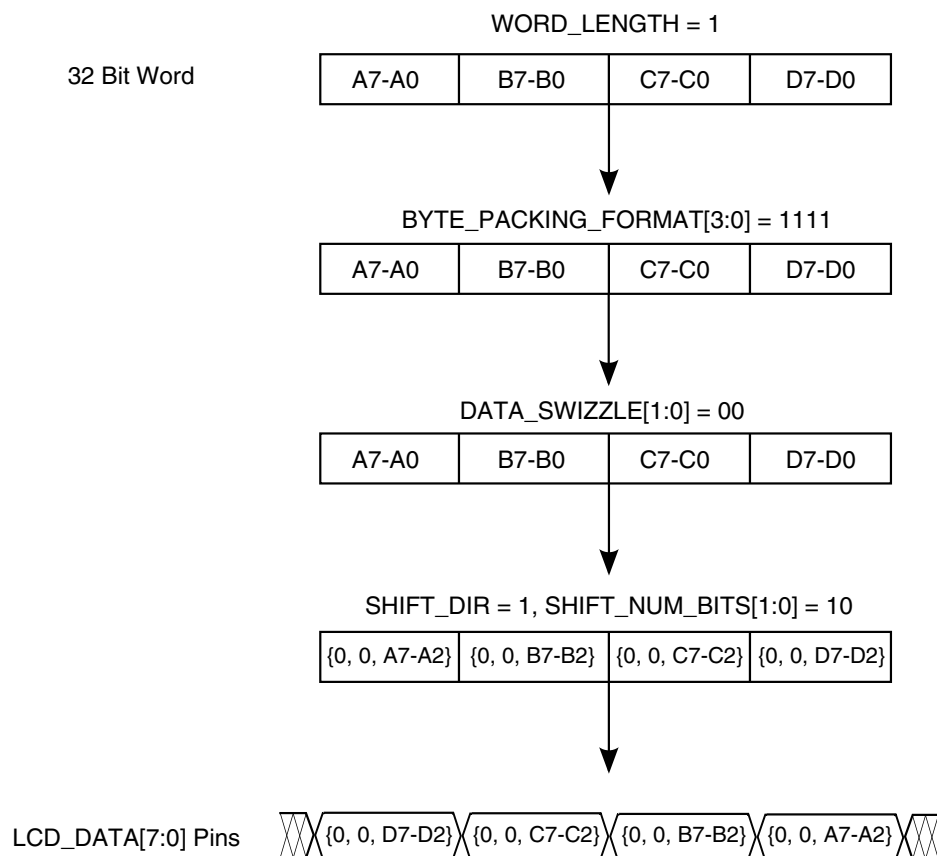 WORD_LENGTH = 1
32 Bit Word
A7-A0 B7-B0 C7-C0 D7-D0
BYTE_PACKING_FORMAT[3:0] = 1111
A7-A0 B7-B0 C7-C0 D7-D0
DATA_SWIZZLE[1:0] = 00
A7-A0 B7-B0 C7-C0 D7-D0
SHIFT_DIR = 1, SHIFT_NUM_BITS[1:0] = 10
{0, 0, A7-A2} {0, 0, B7-B2} {0, 0, C7-C2} {0, 0, D7-D2}
LCD_DATA[7:0] Pins {0, 0, D7-D2} {0, 0, C7-C2} {0, 0, B7-B2} {0, 0, A7-A2}